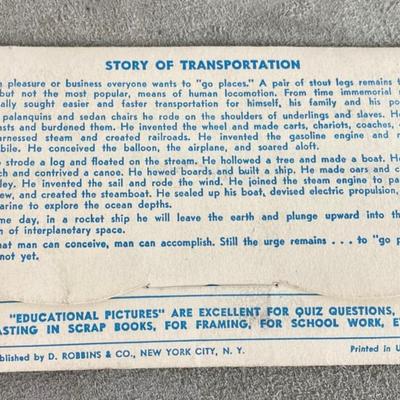 STORY OF TRANSPORTATION
pleasure or business everyone wants to "go places." A pair of stout legs remains
but not the most popular, means of human locomotion. From time immemorial
ally sought easier and faster transportation for himself, his family and his po
palanquins and sedan chairs he rode on the shoulders of underlings and slaves. He
asts and burdened them. He invented the wheel and made carts, chariots, coaches,
arnessed steam and created railroads. He invented the gasoline engine and
bile. He conceived the balloon, the airplane, and soared aloft.
strode a log and floated on the stream. He hollowed a tree and made a boat. He
ch and contrived a canoe. He hewed boards and built a ship. He made oars and
ley. He invented the sail and rode the wind. He joined the steam engine to pa
ew, and created the steamboat. He sealed up his boat, devised electric propulsion,
arine to explore the ocean depths.
me day, in a rocket ship he will leave the earth and plunge upward into the
n of interplanetary space.
hat man can conceive, man can accomplish. Still the urge remains . . . to "go p
not yet.
"EDUCATIONAL PICTURES" ARE EXCELLENT FOR QUIZ QUESTIONS,
ASTING IN SCRAP BOOKS, FOR FRAMING, FOR SCHOOL WORK, E
blished by D. ROBBINS & CO., NEW YORK CITY, N. Y.
Printed in U